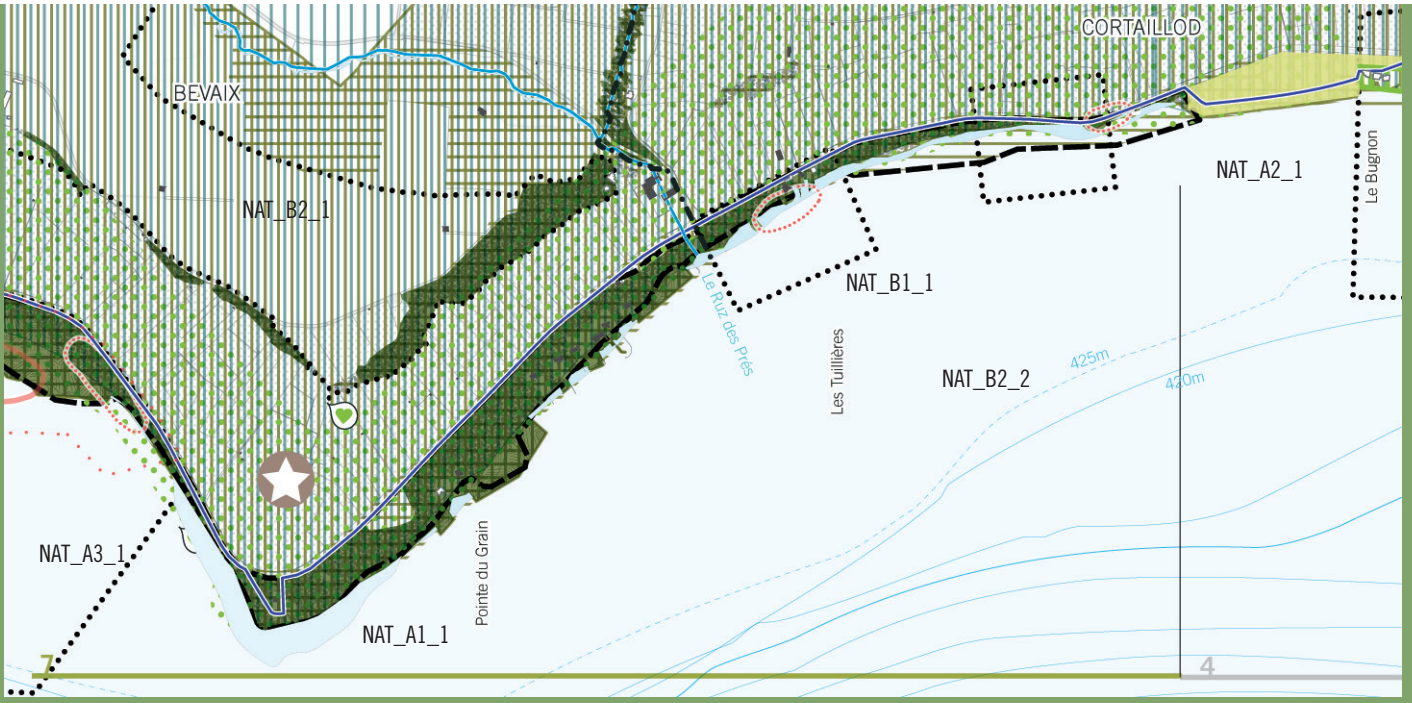 CORTAILLOD
BEVAIX
Le Bugnon
NAT_A2_1
NAT_B2_1
NAT_B1_1
Le Ruz des Prés
Les Tuillières
425m
420m
NAT_B2_2
NAT_A3_1
Pointe du Grain
NAT_A1_1
7
4